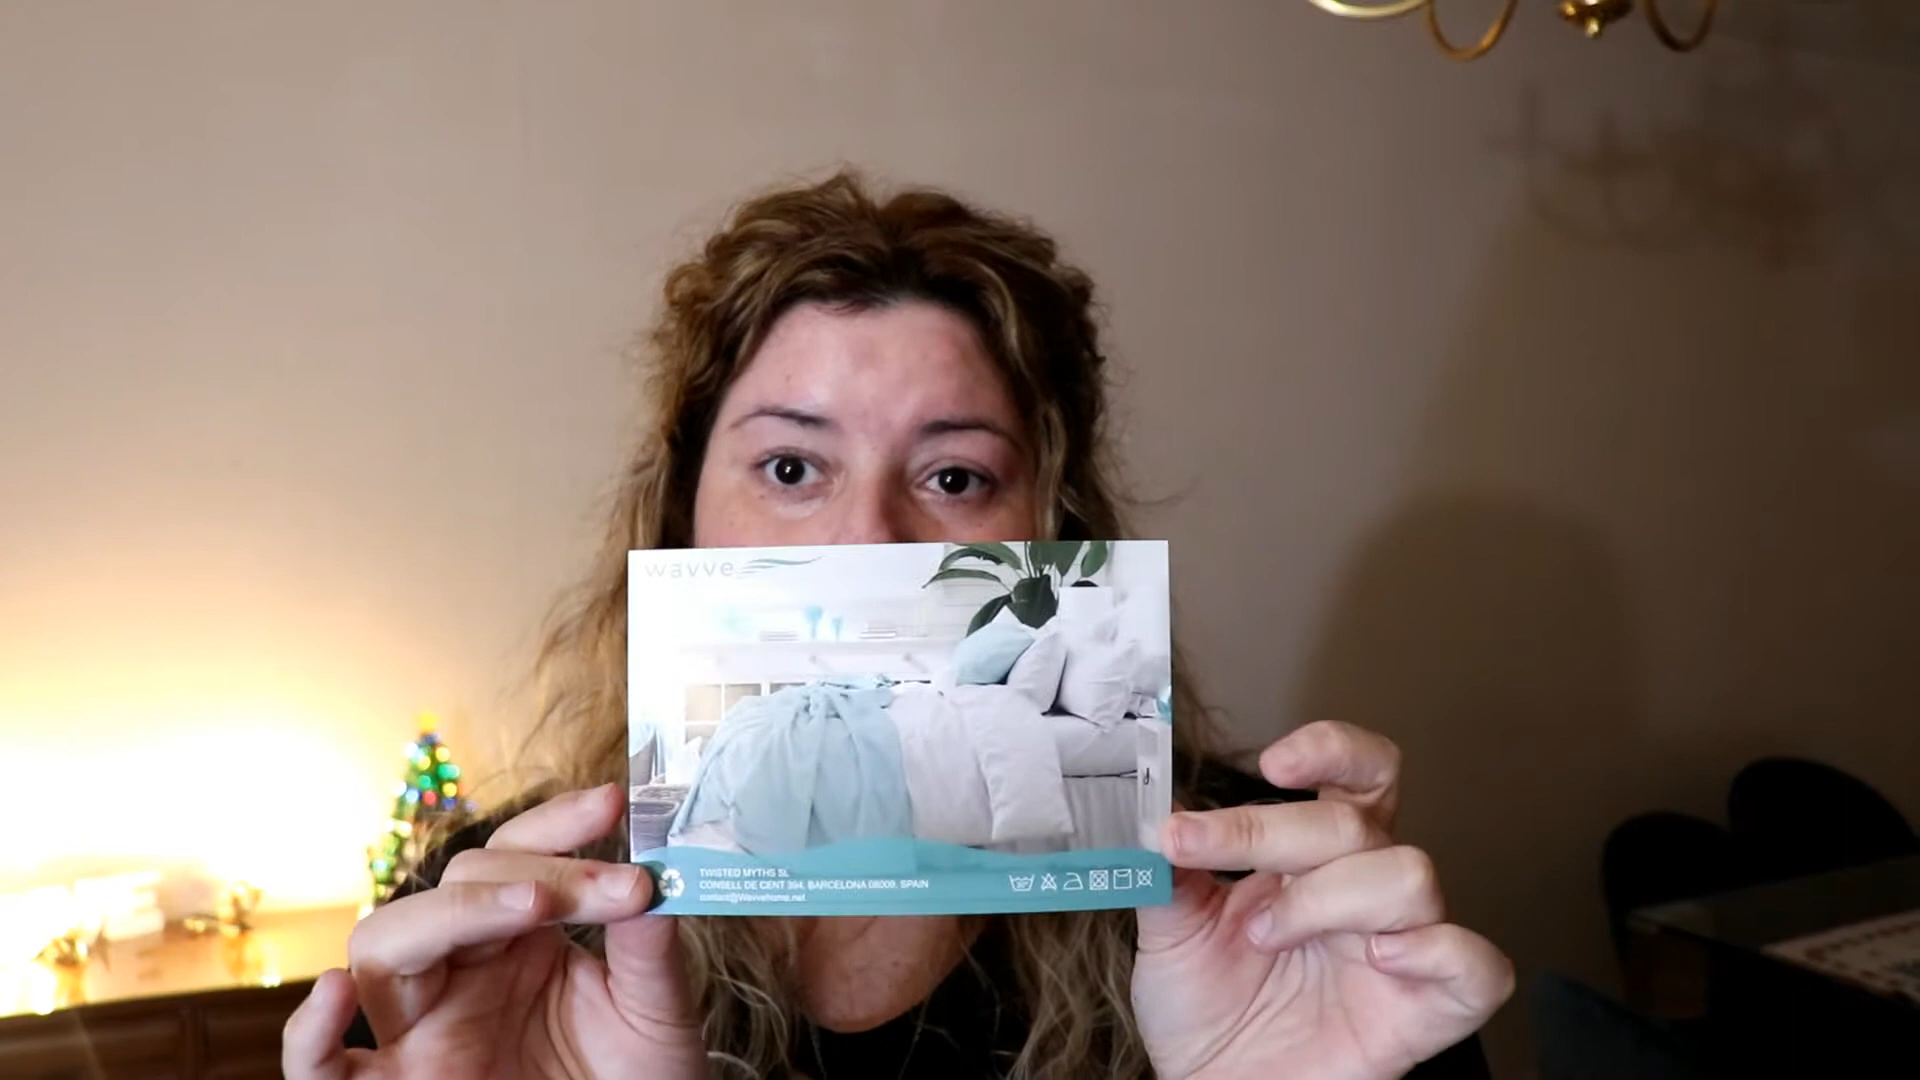 wavve
TWISTED MYTHS SL
CONSELL DE CENT 394, BARCELONA 08009, SPAIN
contact@Wavvehome.net